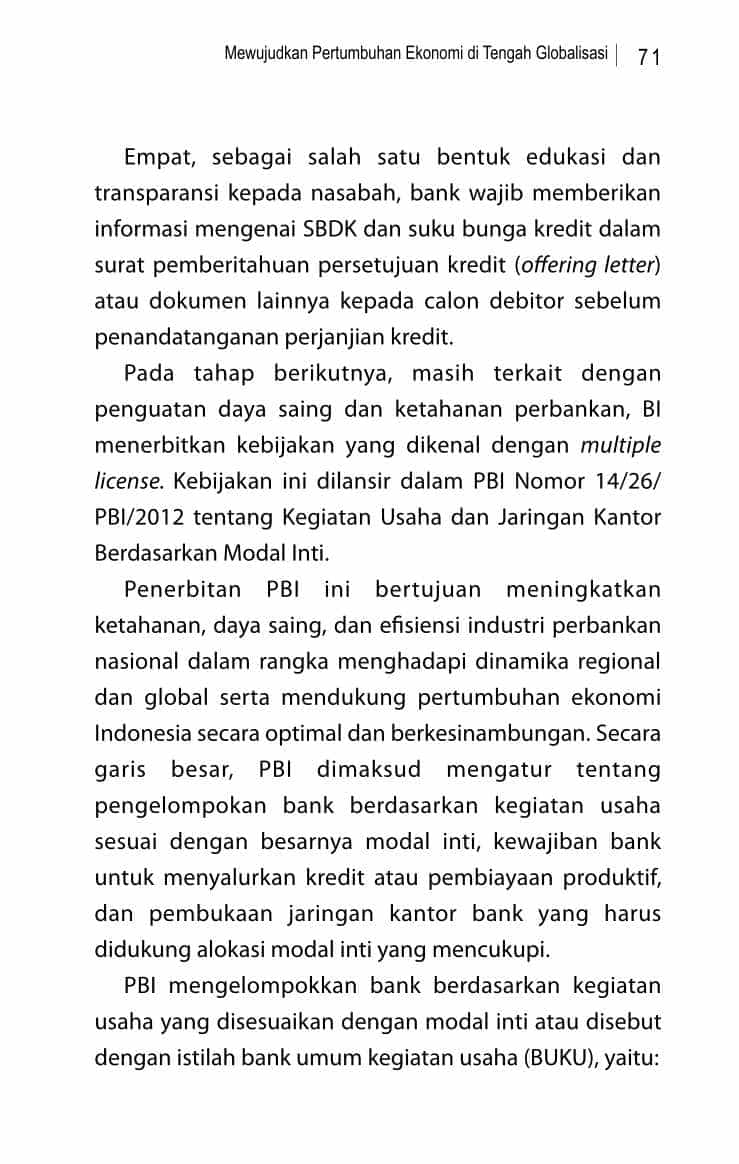 Mewujudkan Pertumbuhan Ekonomi di Tengah Globalisasi | 71
Empat, sebagai salah satu bentuk edukasi dan
transparansi kepada nasabah, bank wajib memberikan
informasi mengenai SBDK dan suku bunga kredit dalam
surat pemberitahuan persetujuan kredit (offering letter)
atau dokumen lainnya kepada calon debitor sebelum
penandatanganan perjanjian kredit.
Pada tahap berikutnya, masih terkait dengan
penguatan daya saing dan ketahanan perbankan, BI
menerbitkan kebijakan yang dikenal dengan multiple
license. Kebijakan ini dilansir dalam PBI Nomor 14/26/
PBI/2012 tentang Kegiatan Usaha dan Jaringan Kantor
Berdasarkan Modal Inti.
Penerbitan PBI ini bertujuan meningkatkan
ketahanan, daya saing, dan efisiensi industri perbankan
nasional dalam rangka menghadapi dinamika regional
dan global serta mendukung pertumbuhan ekonomi
Indonesia secara optimal dan berkesinambungan. Secara
garis besar, PBI dimaksud mengatur tentang
pengelompokan bank berdasarkan kegiatan usaha
sesuai dengan besarnya modal inti, kewajiban bank
untuk menyalurkan kredit atau pembiayaan produktif,
dan pembukaan jaringan kantor bank yang harus
didukung alokasi modal inti yang mencukupi.
PBI mengelompokkan bank berdasarkan kegiatan
usaha yang disesuaikan dengan modal inti atau disebut
dengan istilah bank umum kegiatan usaha (BUKU), yaitu: